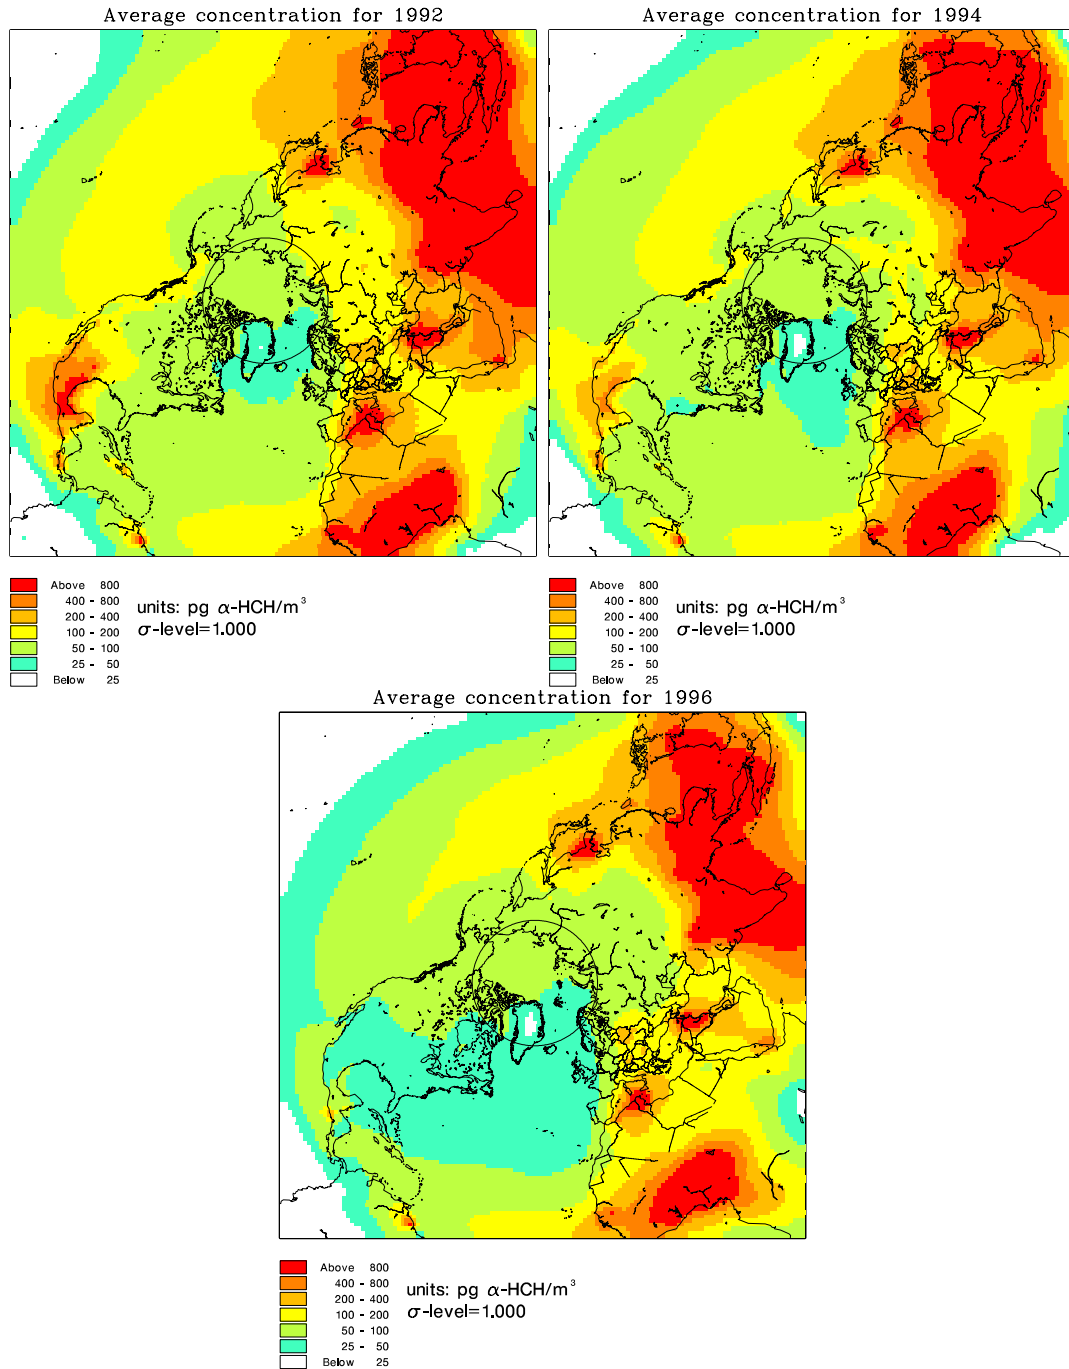 Average concentration for 1992
Average concentration for 1994
Above 800
400 - 800
200 - 400
100 - 200
50 - 100
25 - 50
Below 25
units: pg α-HCH/m³
σ-level=1.000
Above 800
400 - 800
200 - 400
100 - 200
50 - 100
25 - 50
Below 25
units: pg α-HCH/m³
σ-level=1.000
Average concentration for 1996
Above 800
400 - 800
200 - 400
100 - 200
50 - 100
25 - 50
Below 25
units: pg α-HCH/m³
σ-level=1.000